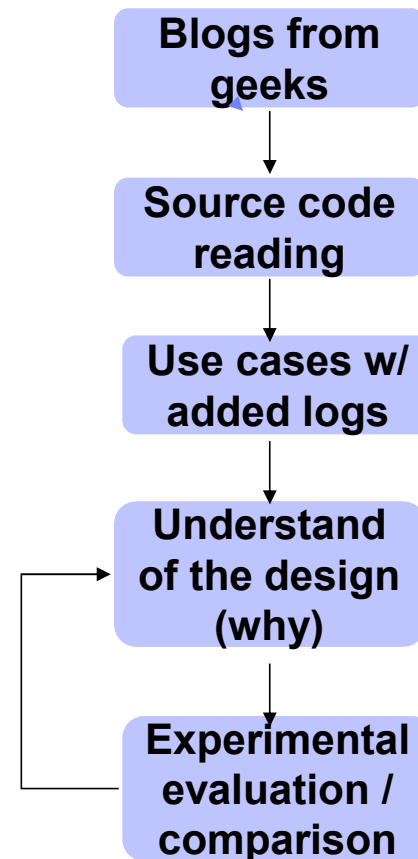 Blogs from
geeks
Source code
reading
Use cases w/
added logs
Understand
of the design
(why)
Experimental
evaluation /
comparison